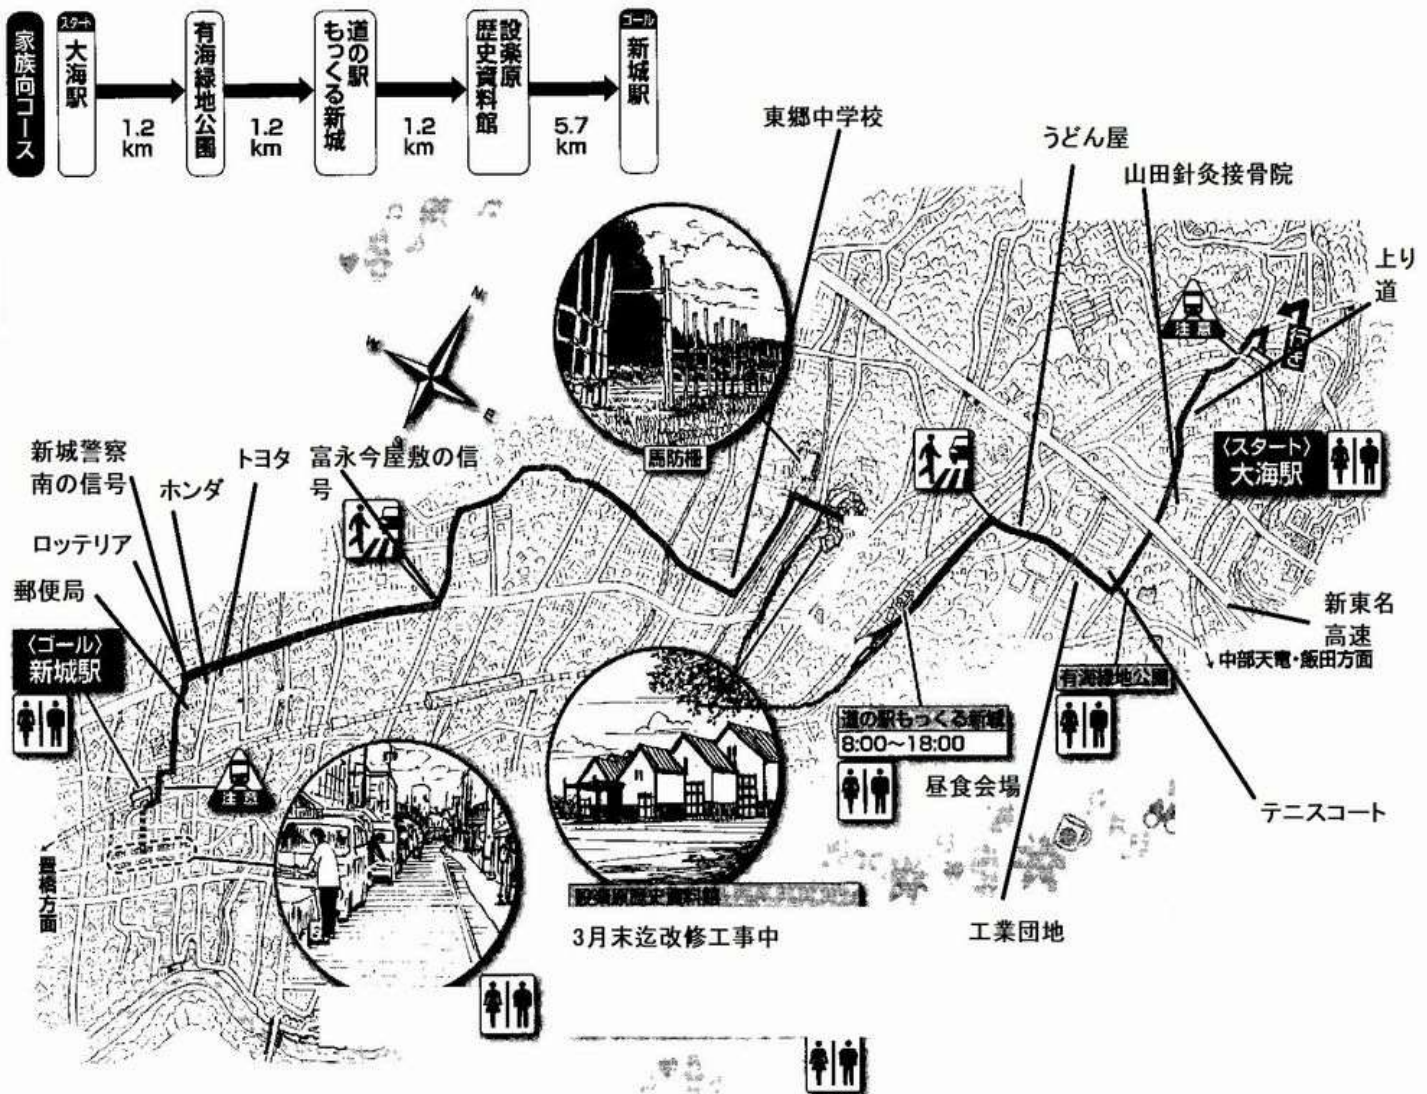 家族向コース
スタート
大海駅
1.2
km
有海緑地公園
1.2
km
道の駅
もっくる新城
1.2
km
設楽原
歴史資料館
5.7
km
ゴール
新城駅
東郷中学校
うどん屋
山田針灸接骨院
上り
道
注意
N
E
馬防柵
〈スタート〉
大海駅
新城警察
南の信号
ホンダ
トヨタ
富永今屋敷の信
号
ロッテリア
郵便局
〈ゴール〉
新城駅
新東名
高速
中部天竜・飯田方面
有海緑地公園
道の駅もっくる新城
8:00〜18:00
昼食会場
テニスコート
注意
豊橋方面
設楽原歴史資料館
3月末迄改修工事中
工業団地